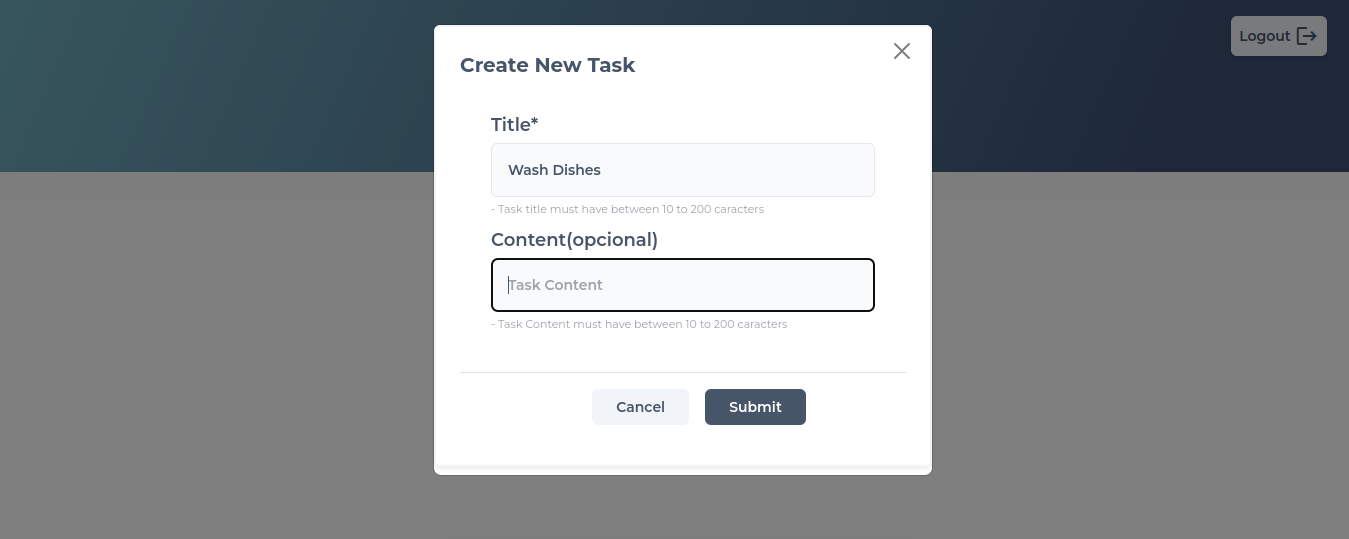 Logout
Create New Task
Title*
Wash Dishes
- Task title must have between 10 to 200 caracters
Content(opcional)
Task Content
- Task Content must have between 10 to 200 caracters
Cancel
Submit